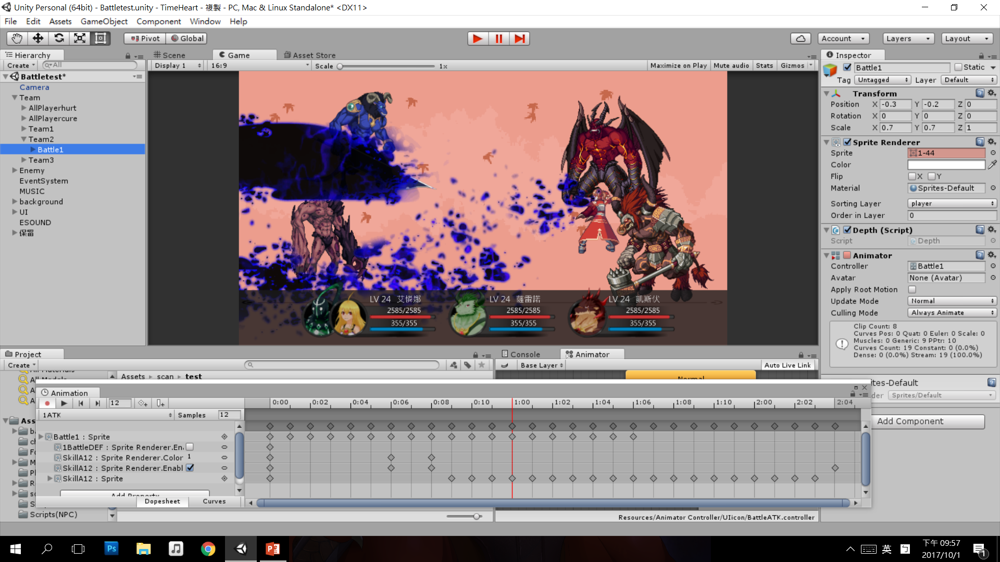 Unity Personal (64bit) - Battletest.unity - TimeHeart - 複製 - PC, Mac & Linux Standalone* <DX11>
File Edit Assets GameObject Component Window Help
Pivot Global Account Layers Layout
Hierarchy
Create All
Battletest*
Camera
Team
AllPlayerhurt
AllPlayercure
Team1
Team2
Battle1
Team3
Enemy
EventSystem
MUSIC
background
UI
ESOUND
保留
Scene Game Asset Store
Display 1 16:9 Scale 1x Maximize on Play Mute audio Stats Gizmos
LV 24 艾憐娜
2585/2585
355/355
LV 24 薩雷諾
2585/2585
355/355
LV 24 凱斯伏
2585/2585
355/355
Inspector
Battle1 Static
Tag Untagged Layer Default
Transform
Position X -0.3 Y -0.2 Z 0
Rotation X 0 Y 0 Z 0
Scale X 0.7 Y 0.7 Z 1
Sprite Renderer
Sprite 1-44
Color
Flip X Y
Material Sprites-Default
Sorting Layer player
Order in Layer 0
Depth (Script)
Script Depth
Animator
Controller Battle1
Avatar None (Avatar)
Apply Root Motion
Update Mode Normal
Culling Mode Always Animate
Clip Count: 8
Curves Pos: 0 Quat: 0 Euler: 0 Scale: 0
Muscles: 0 Generic: 9 PPtr: 10
Curves Count: 19 Constant: 0 (0.0%)
Dense: 0 (0.0%) Stream: 19 (100.0%)
ites-Default
der Sprites/Default
Add Component
Project
Create
Assets scan test
Console Animator
Base Layer Auto Live Link
Normal
Animation
12 0:00 0:02 0:04 0:06 0:08 0:10 1:00 1:02 1:04 1:06 1:08 1:10 2:00 2:02 2:04
1ATK Samples 12
Battle1 : Sprite
1BattleDEF : Sprite Renderer.En
SkillA12 : Sprite Renderer.Color 1
SkillA12 : Sprite Renderer.Enabl
SkillA12 : Sprite
Add Property
Dopesheet Curves
Ass
Scripts(NPC)
Resources/Animator Controller/UIicon/BattleATK.controller
Ps
英
下午 09:57
2017/10/1
1